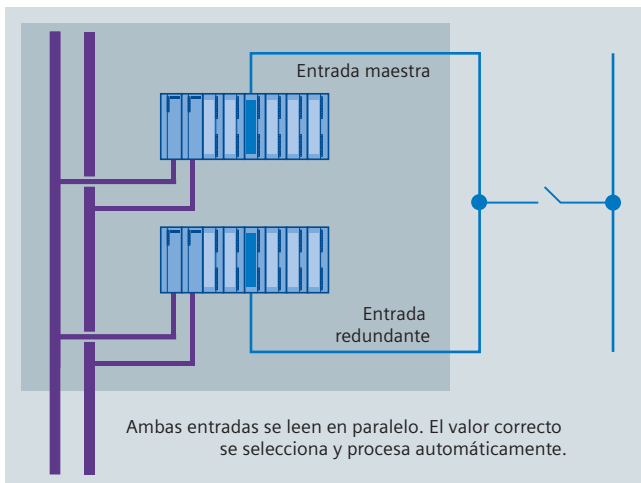 Entrada maestra
Entrada
redundante
Ambas entradas se leen en paralelo. El valor correcto
se selecciona y procesa automáticamente.